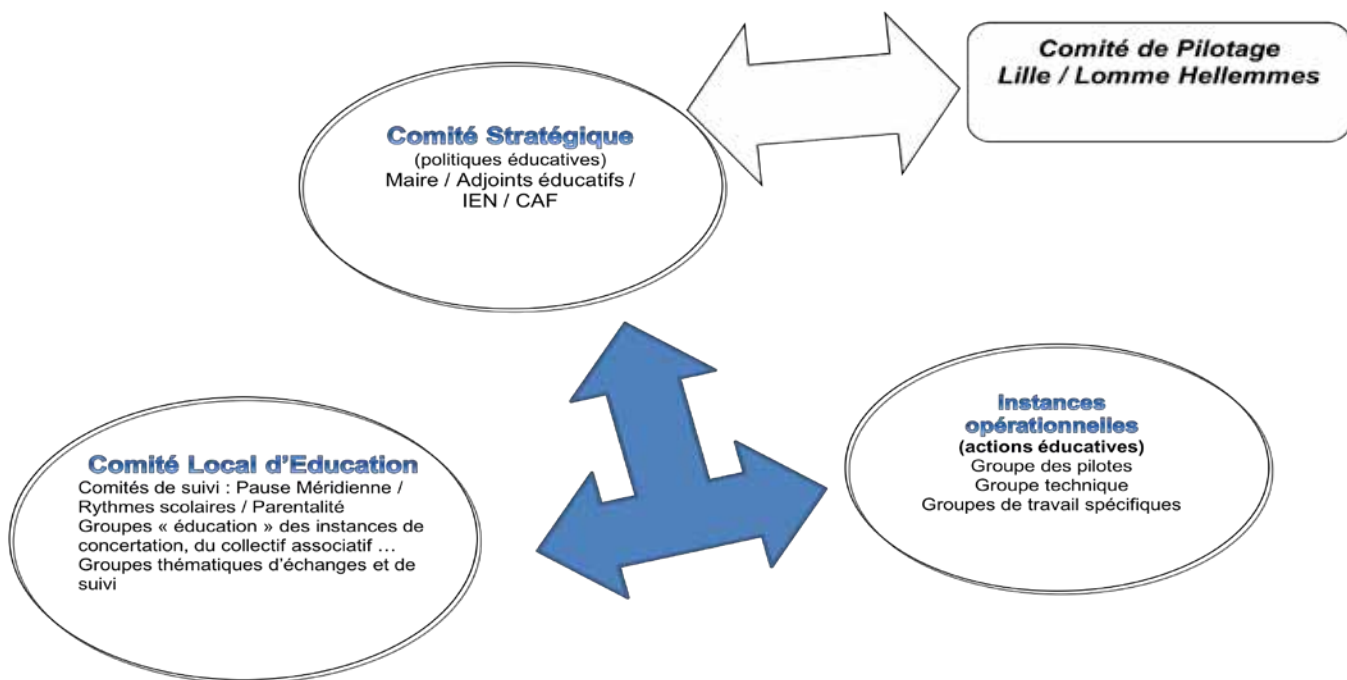 Comité de Pilotage
Lille / Lomme Hellemmes
Comité Stratégique
(politiques éducatives)
Maire / Adjoints éducatifs /
IEN / CAF
Instances
opérationnelles
(actions éducatives)
Groupe des pilotes
Groupe technique
Groupes de travail spécifiques
Comité Local d'Education
Comités de suivi : Pause Méridienne /
Rythmes scolaires / Parentalité
Groupes « éducation » des instances de
concertation, du collectif associatif …
Groupes thématiques d'échanges et de
suivi